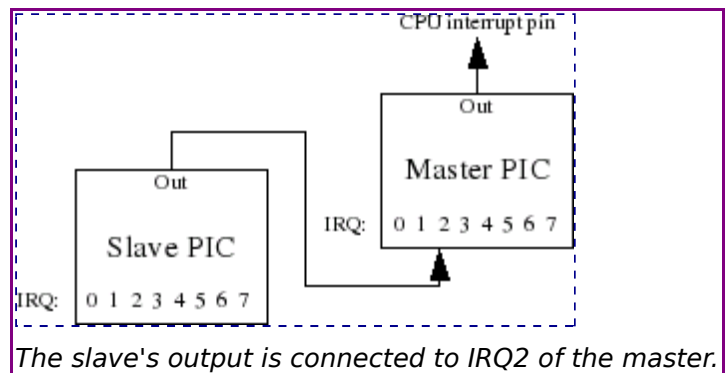 CPU interrupt pin
Out
Master PIC
IRQ: 0 1 2 3 4 5 6 7
Out
Slave PIC
IRQ: 0 1 2 3 4 5 6 7
The slave's output is connected to IRQ2 of the master.